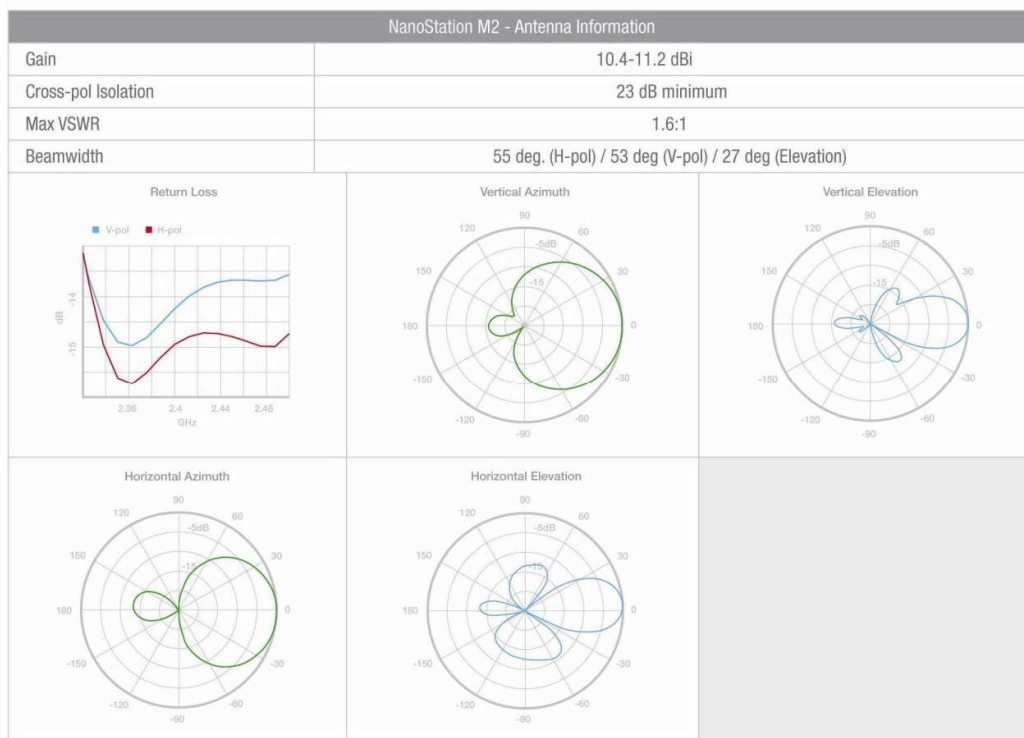 NanoStation M2 - Antenna Information
Gain 10.4-11.2 dBi
Cross-pol Isolation 23 dB minimum
Max VSWR 1.6:1
Beamwidth 55 deg. (H-pol) / 53 deg (V-pol) / 27 deg (Elevation)
Return Loss
V-pol H-pol
dB
-14
-15
2.36 2.4 2.44 2.48
GHz
Vertical Azimuth
90
120 60
-5dB
150 30
-15
180 0
-150 -30
-120 -60
-90
Vertical Elevation
90
120 60
-5dB
150 30
-15
180 0
-150 -30
-120 -60
-90
Horizontal Azimuth
90
120 60
-5dB
150 30
-15
180 0
-150 -30
-120 -60
-90
Horizontal Elevation
90
120 60
-5dB
150 30
-15
180 0
-150 -30
-120 -60
-90